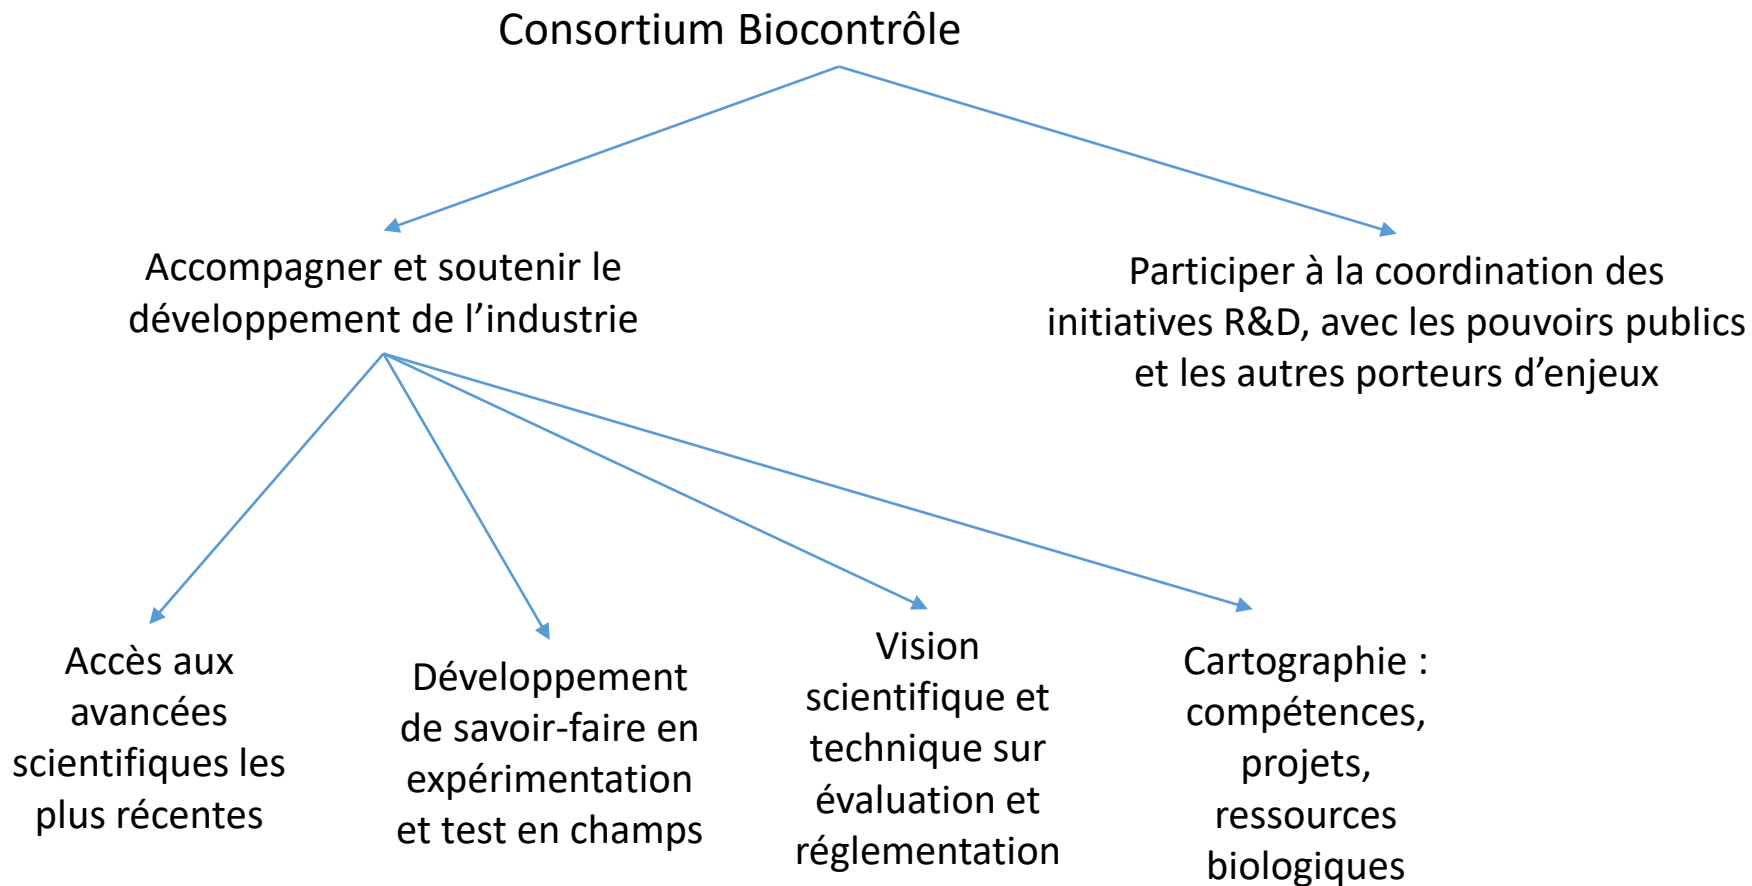 Consortium Biocontrôle
Accompagner et soutenir le
développement de l’industrie
Participer à la coordination des
initiatives R&D, avec les pouvoirs publics
et les autres porteurs d’enjeux
Accès aux
avancées
scientifiques les
plus récentes
Développement
de savoir-faire en
expérimentation
et test en champs
Vision
scientifique et
technique sur
évaluation et
réglementation
Cartographie :
compétences,
projets,
ressources
biologiques